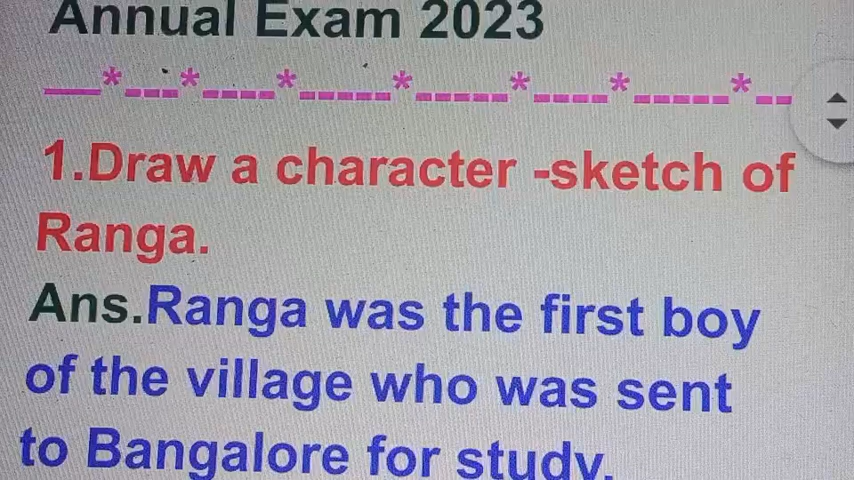 Annual Exam 2023
__*_ _ _*_ _ _ _*_ _ _ _ _*_ _ _ _ _*_ _ _ _*_ _ _ _ _*_ _
1.Draw a character -sketch of
Ranga.
Ans.Ranga was the first boy
of the village who was sent
to Bangalore for study.